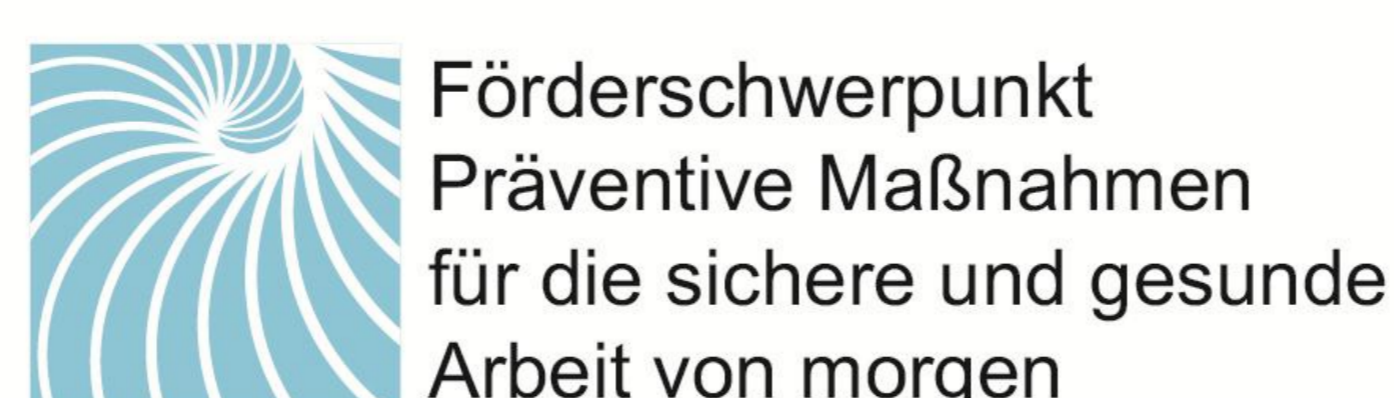 Förderschwerpunkt
Präventive Maßnahmen
für die sichere und gesunde
Arbeit von morgen